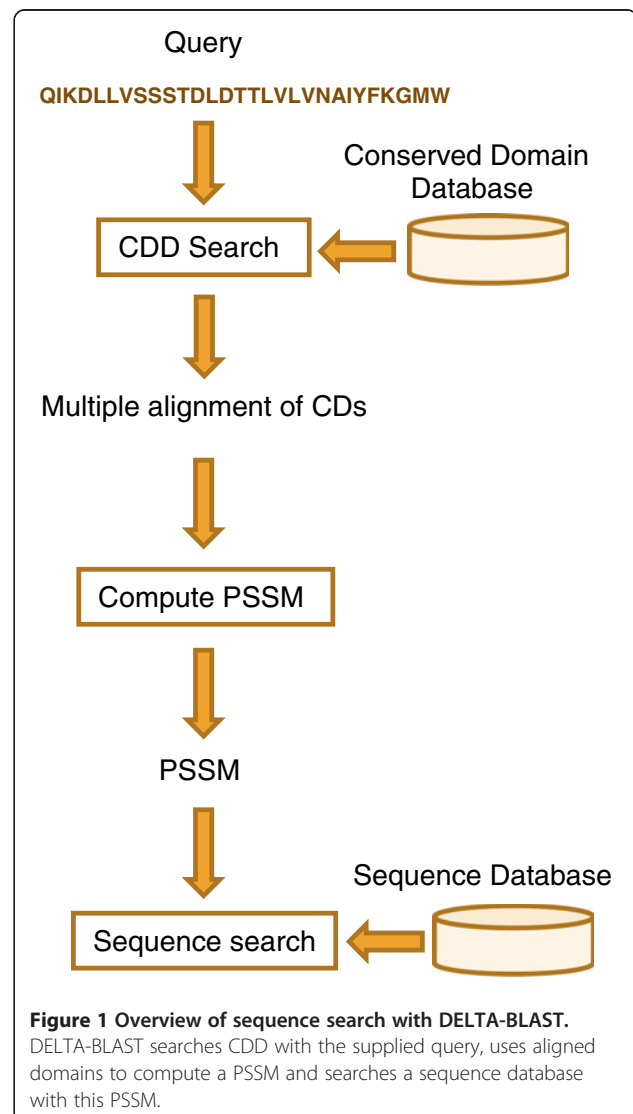 Query
QIKDLLVSSSTDLDTTLVLVNAIYFKGMW
Conserved Domain
Database
CDD Search
Multiple alignment of CDs
Compute PSSM
PSSM
Sequence Database
Sequence search
Figure 1 Overview of sequence search with DELTA-BLAST.
DELTA-BLAST searches CDD with the supplied query, uses aligned
domains to compute a PSSM and searches a sequence database
with this PSSM.